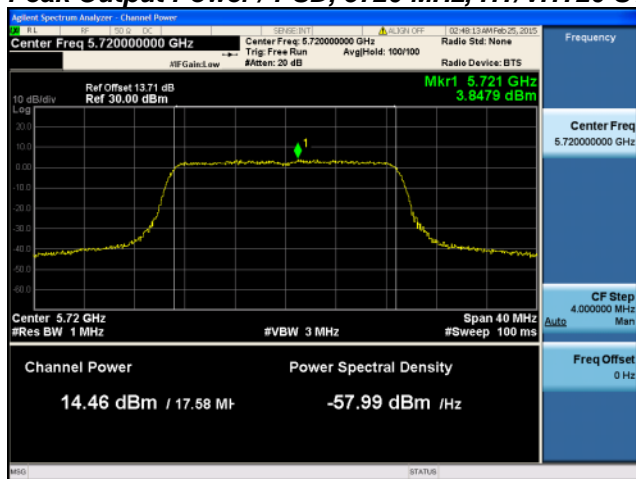 Peak Output Power / PSD, 5720 MHz, HT/VHT20
Agilent Spectrum Analyzer - Channel Power
RL RF 50 Ω DC SENSE:INT ALIGN OFF 02:48:13 AM Feb 25, 2015
Center Freq 5.720000000 GHz Center Freq: 5.720000000 GHz Radio Std: None
Trig: Free Run Avg|Hold: 100/100
#IFGain:Low #Atten: 20 dB Radio Device: BTS
Frequency
Ref Offset 13.71 dB Mkr1 5.721 GHz
10 dB/div Ref 30.00 dBm 3.8479 dBm
Log
20.0
10.0
0.00
-10.0
-20.0
-30.0
-40.0
-50.0
-60.0
1
Center 5.72 GHz Span 40 MHz
#Res BW 1 MHz #VBW 3 MHz #Sweep 100 ms
Channel Power Power Spectral Density
14.46 dBm / 17.58 MH -57.99 dBm /Hz
Center Freq
5.720000000 GHz
CF Step
4.000000 MHz
Auto Man
Freq Offset
0 Hz
MSG STATUS